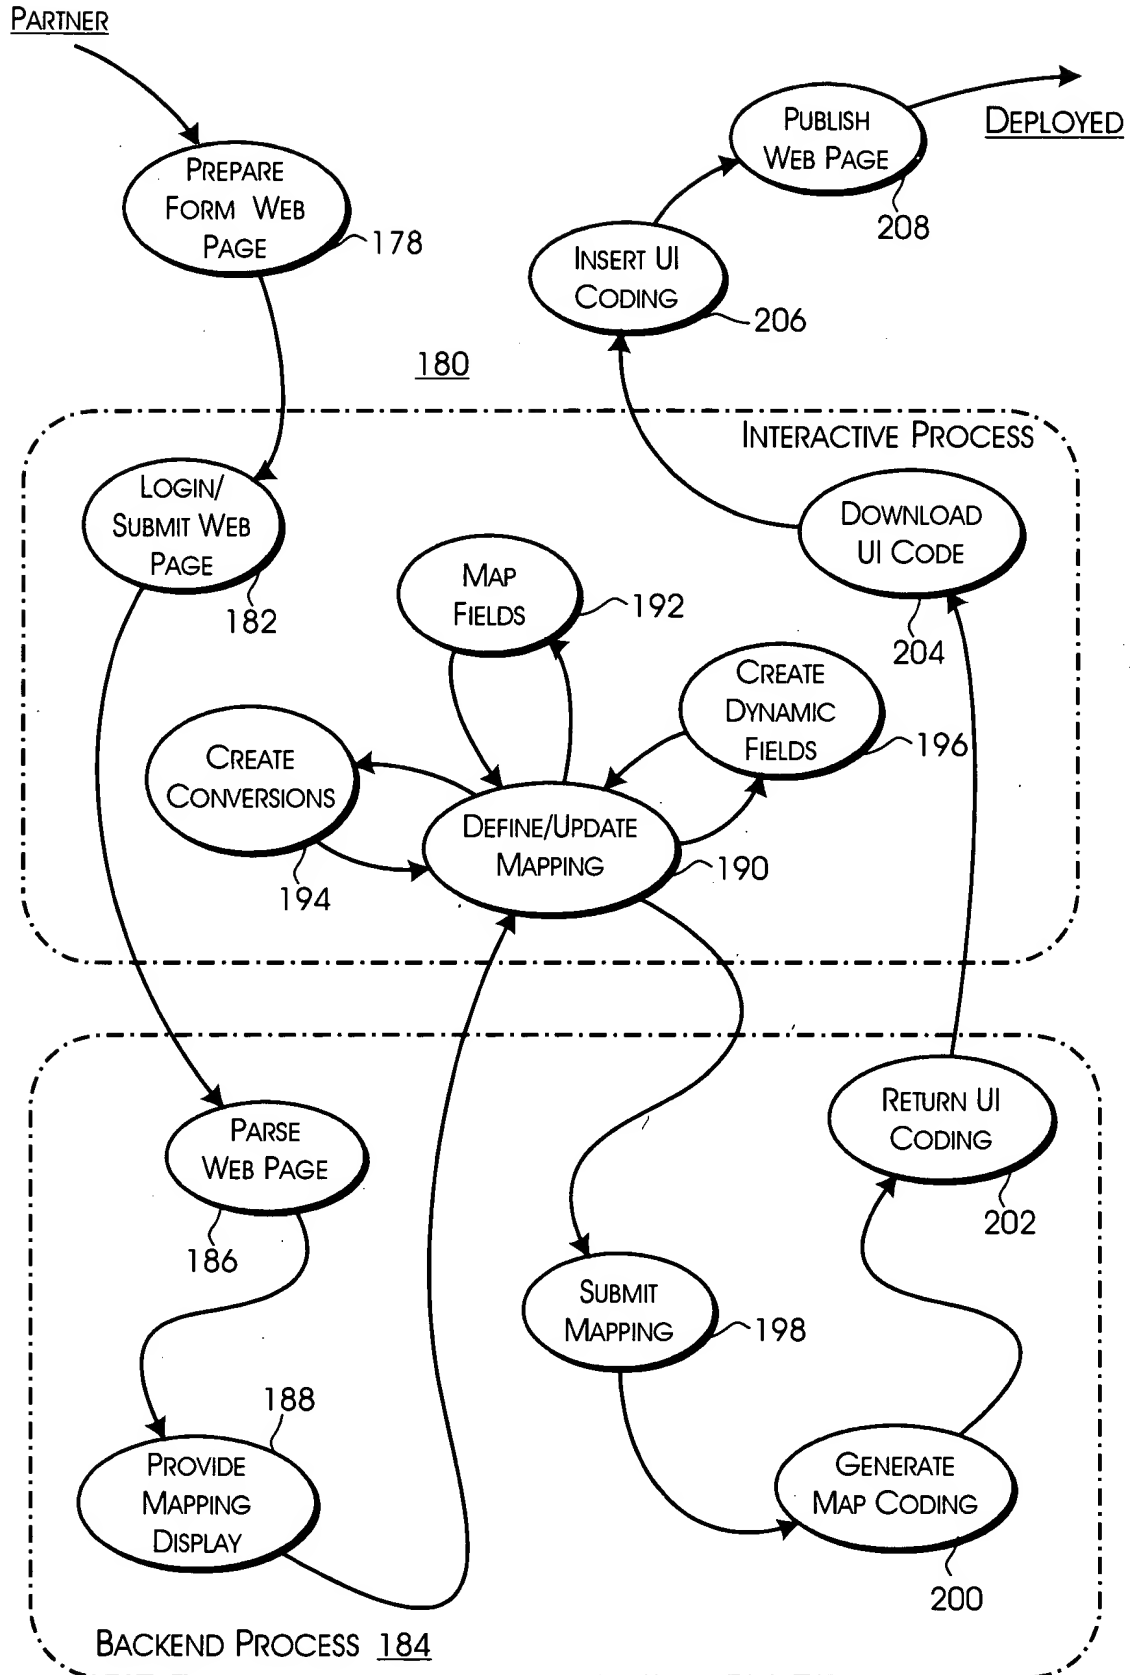 PARTNER
PUBLISH
WEB PAGE
208
DEPLOYED
PREPARE
FORM WEB
PAGE
178
INSERT UI
CODING
206
180
INTERACTIVE PROCESS
LOGIN/
SUBMIT WEB
PAGE
182
DOWNLOAD
UI CODE
204
MAP
FIELDS
192
CREATE
DYNAMIC
FIELDS
196
CREATE
CONVERSIONS
194
DEFINE/UPDATE
MAPPING
190
PARSE
WEB PAGE
186
RETURN UI
CODING
202
SUBMIT
MAPPING
198
188
PROVIDE
MAPPING
DISPLAY
GENERATE
MAP CODING
200
BACKEND PROCESS 184